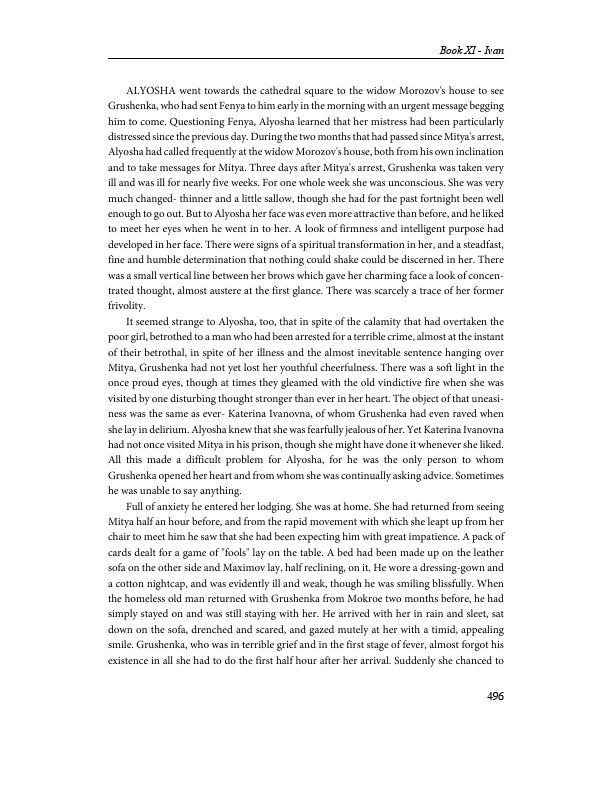 Book XI - Ivan
ALYOSHA went towards the cathedral square to the widow Morozov's house to see
Grushenka, who had sent Fenya to him early in the morning with an urgent message begging
him to come. Questioning Fenya, Alyosha learned that her mistress had been particularly
distressed since the previous day. During the two months that had passed since Mitya's arrest,
Alyosha had called frequently at the widow Morozov's house, both from his own inclination
and to take messages for Mitya. Three days after Mitya's arrest, Grushenka was taken very
ill and was ill for nearly five weeks. For one whole week she was unconscious. She was very
much changed- thinner and a little sallow, though she had for the past fortnight been well
enough to go out. But to Alyosha her face was even more attractive than before, and he liked
to meet her eyes when he went in to her. A look of firmness and intelligent purpose had
developed in her face. There were signs of a spiritual transformation in her, and a steadfast,
fine and humble determination that nothing could shake could be discerned in her. There
was a small vertical line between her brows which gave her charming face a look of concen-
trated thought, almost austere at the first glance. There was scarcely a trace of her former
frivolity.
It seemed strange to Alyosha, too, that in spite of the calamity that had overtaken the
poor girl, betrothed to a man who had been arrested for a terrible crime, almost at the instant
of their betrothal, in spite of her illness and the almost inevitable sentence hanging over
Mitya, Grushenka had not yet lost her youthful cheerfulness. There was a soft light in the
once proud eyes, though at times they gleamed with the old vindictive fire when she was
visited by one disturbing thought stronger than ever in her heart. The object of that uneasi-
ness was the same as ever- Katerina Ivanovna, of whom Grushenka had even raved when
she lay in delirium. Alyosha knew that she was fearfully jealous of her. Yet Katerina Ivanovna
had not once visited Mitya in his prison, though she might have done it whenever she liked.
All this made a difficult problem for Alyosha, for he was the only person to whom
Grushenka opened her heart and from whom she was continually asking advice. Sometimes
he was unable to say anything.
Full of anxiety he entered her lodging. She was at home. She had returned from seeing
Mitya half an hour before, and from the rapid movement with which she leapt up from her
chair to meet him he saw that she had been expecting him with great impatience. A pack of
cards dealt for a game of "fools" lay on the table. A bed had been made up on the leather
sofa on the other side and Maximov lay, half reclining, on it. He wore a dressing-gown and
a cotton nightcap, and was evidently ill and weak, though he was smiling blissfully. When
the homeless old man returned with Grushenka from Mokroe two months before, he had
simply stayed on and was still staying with her. He arrived with her in rain and sleet, sat
down on the sofa, drenched and scared, and gazed mutely at her with a timid, appealing
smile. Grushenka, who was in terrible grief and in the first stage of fever, almost forgot his
existence in all she had to do the first half hour after her arrival. Suddenly she chanced to
496